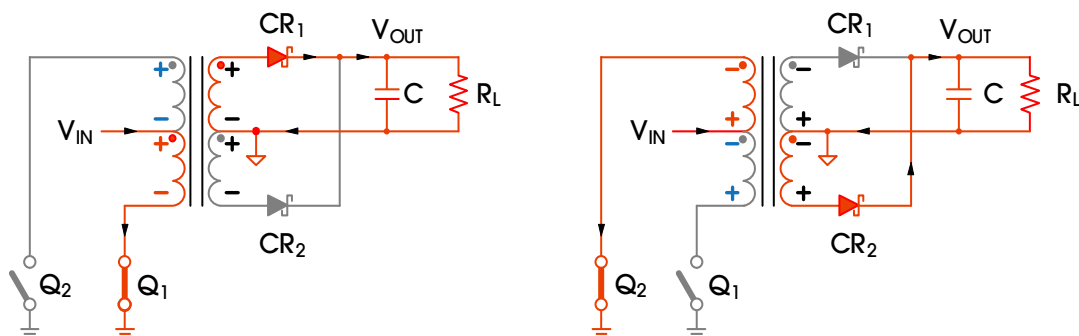 CR1
VOUT
+ +
C RL
− −
VIN
+ +
− −
CR2
Q2 Q1
CR1
VOUT
− −
C RL
+ +
VIN
− −
+ +
CR2
Q2 Q1